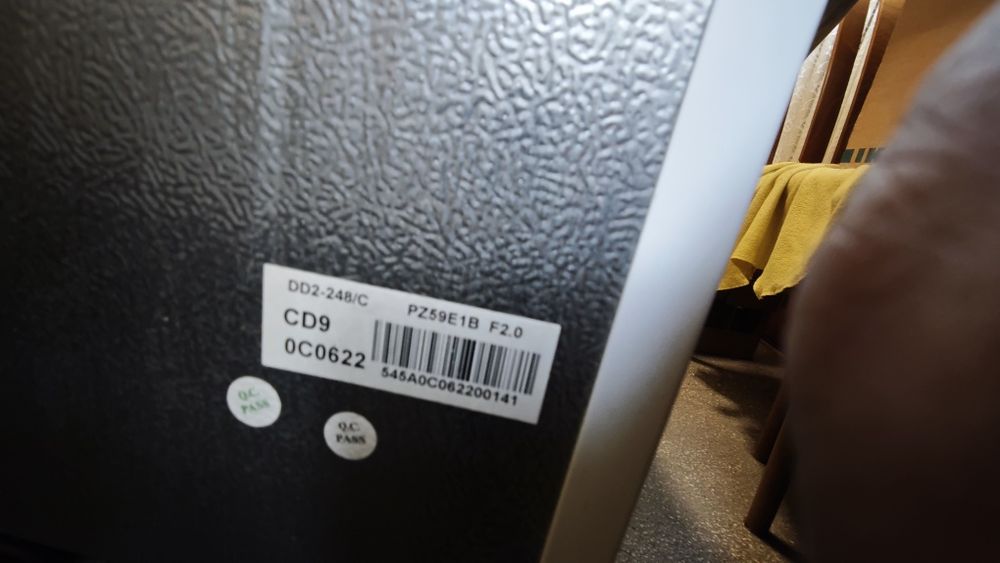 DD2-248/C
PZ59E1B F2.0
CD9
0C0622
545A0C062200141
Q.C.
PASS
Q.C.
PASS